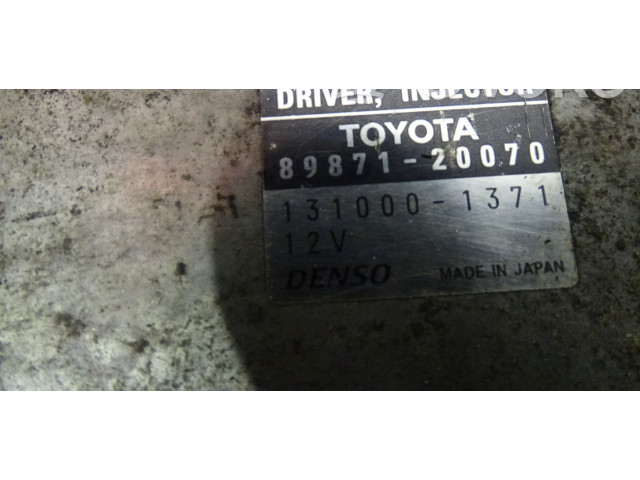 DRIVER, INJECTOR
TOYOTA
89871-20070
131000-1371
12V
DENSO
MADE IN JAPAN